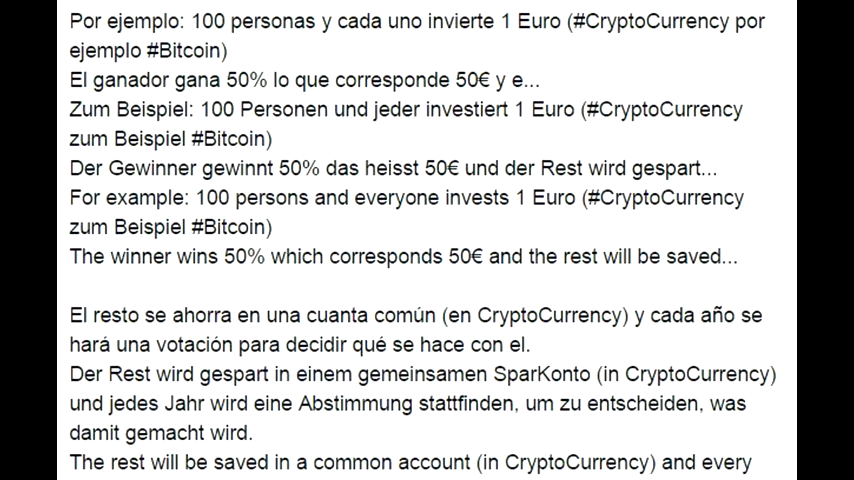 Por ejemplo: 100 personas y cada uno invierte 1 Euro (#CryptoCurrency por
ejemplo #Bitcoin)
El ganador gana 50% lo que corresponde 50€ y e...
Zum Beispiel: 100 Personen und jeder investiert 1 Euro (#CryptoCurrency
zum Beispiel #Bitcoin)
Der Gewinner gewinnt 50% das heisst 50€ und der Rest wird gespart...
For example: 100 persons and everyone invests 1 Euro (#CryptoCurrency
zum Beispiel #Bitcoin)
The winner wins 50% which corresponds 50€ and the rest will be saved...
El resto se ahorra en una cuanta común (en CryptoCurrency) y cada año se
hará una votación para decidir qué se hace con el.
Der Rest wird gespart in einem gemeinsamen SparKonto (in CryptoCurrency)
und jedes Jahr wird eine Abstimmung stattfinden, um zu entscheiden, was
damit gemacht wird.
The rest will be saved in a common account (in CryptoCurrency) and every